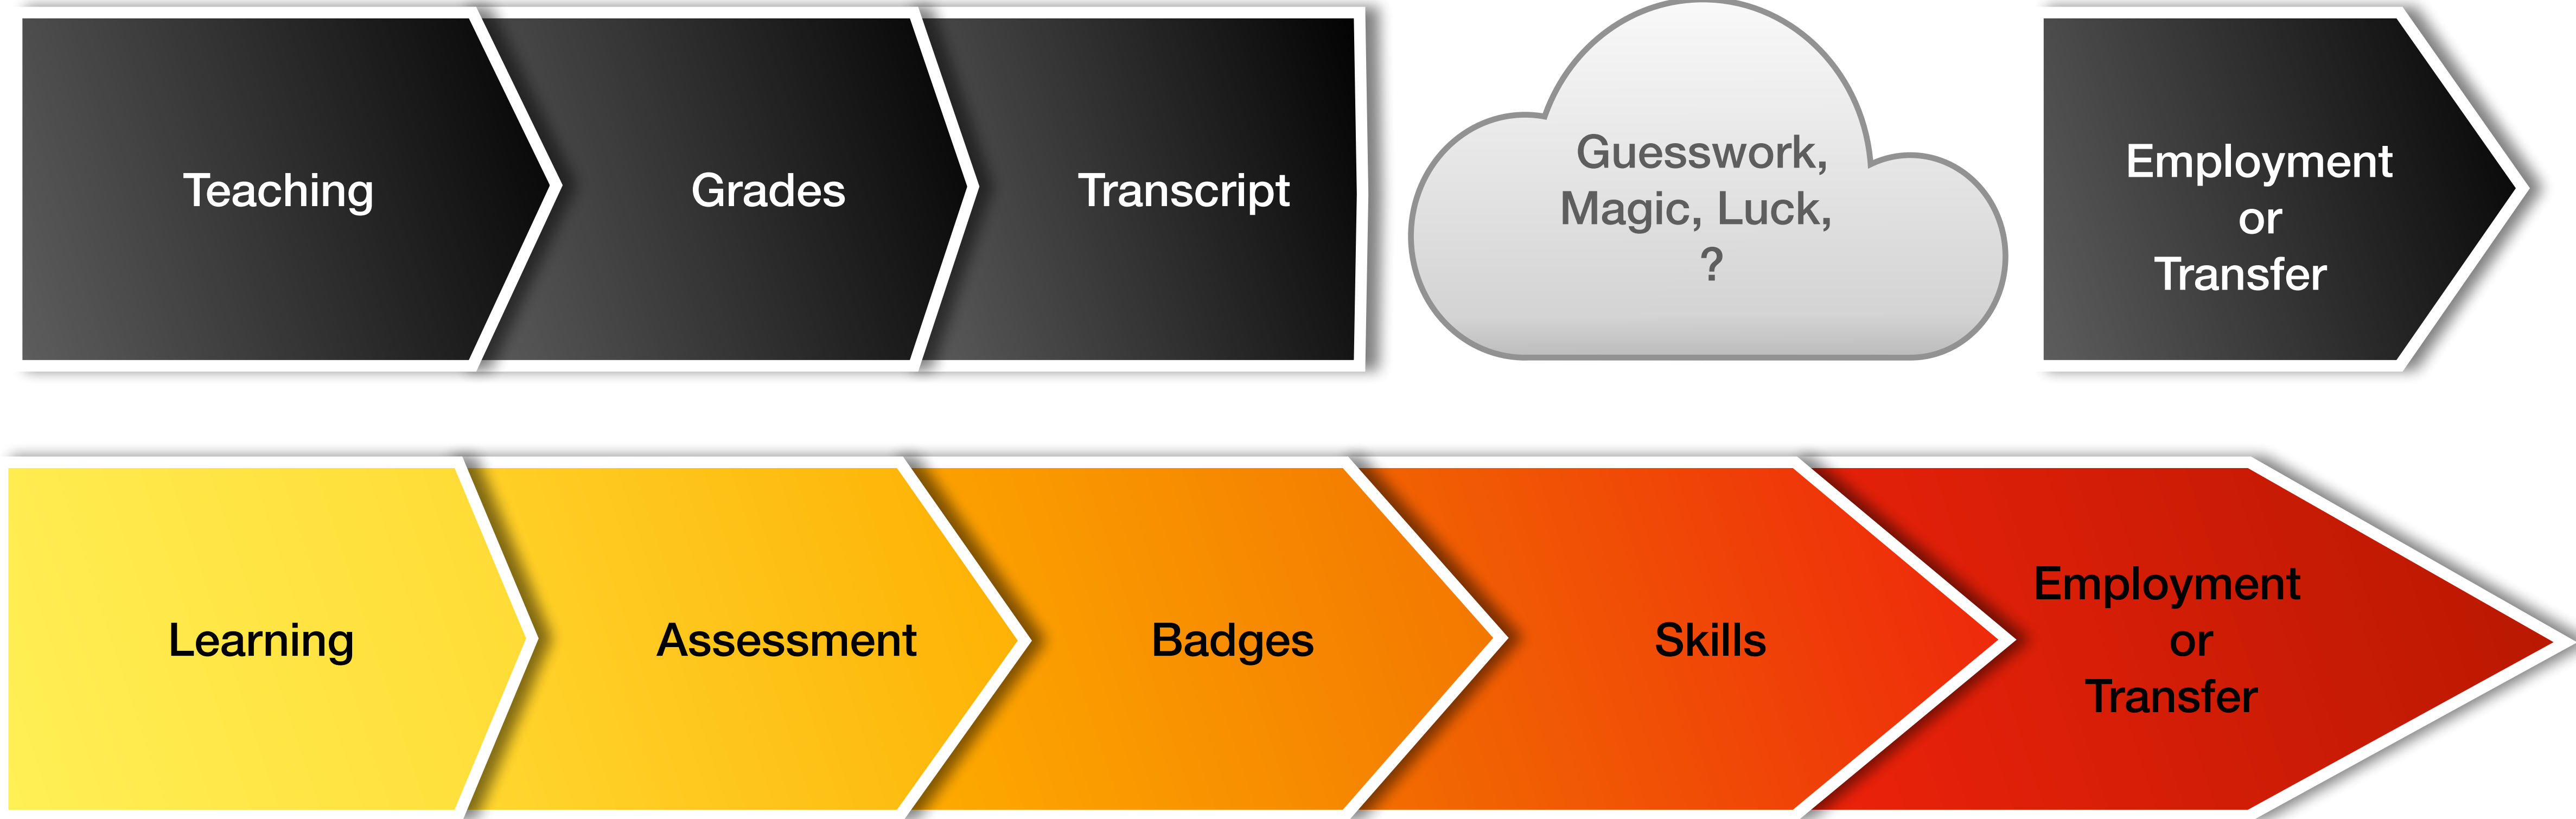 Teaching
Grades
Transcript
Guesswork,
Magic, Luck,
?
Employment
or
Transfer
Learning
Assessment
Badges
Skills
Employment
or
Transfer